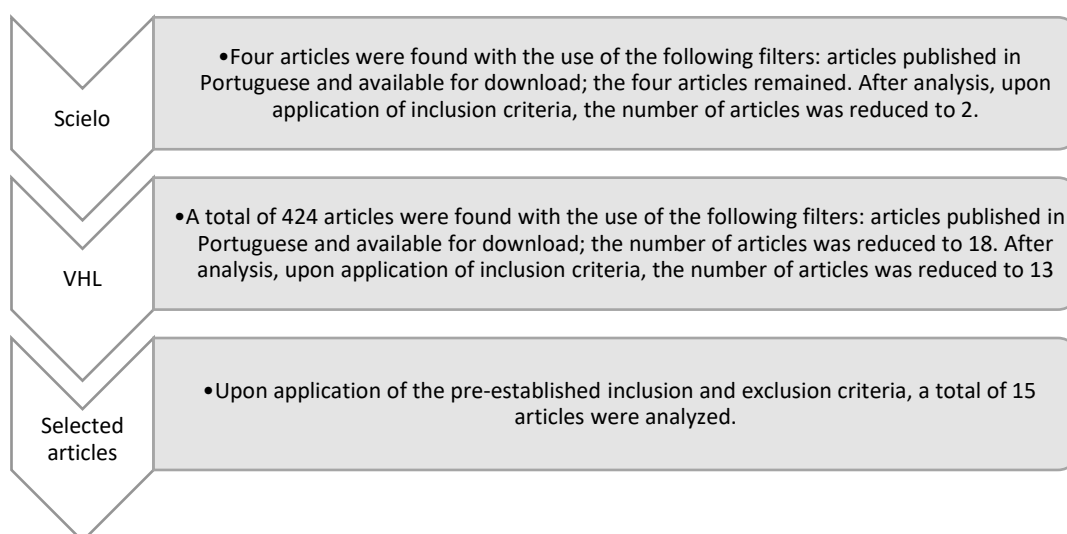 Scielo
•Four articles were found with the use of the following filters: articles published in
Portuguese and available for download; the four articles remained. After analysis, upon
application of inclusion criteria, the number of articles was reduced to 2.
VHL
•A total of 424 articles were found with the use of the following filters: articles published in
Portuguese and available for download; the number of articles was reduced to 18. After
analysis, upon application of inclusion criteria, the number of articles was reduced to 13
Selected
articles
•Upon application of the pre-established inclusion and exclusion criteria, a total of 15
articles were analyzed.